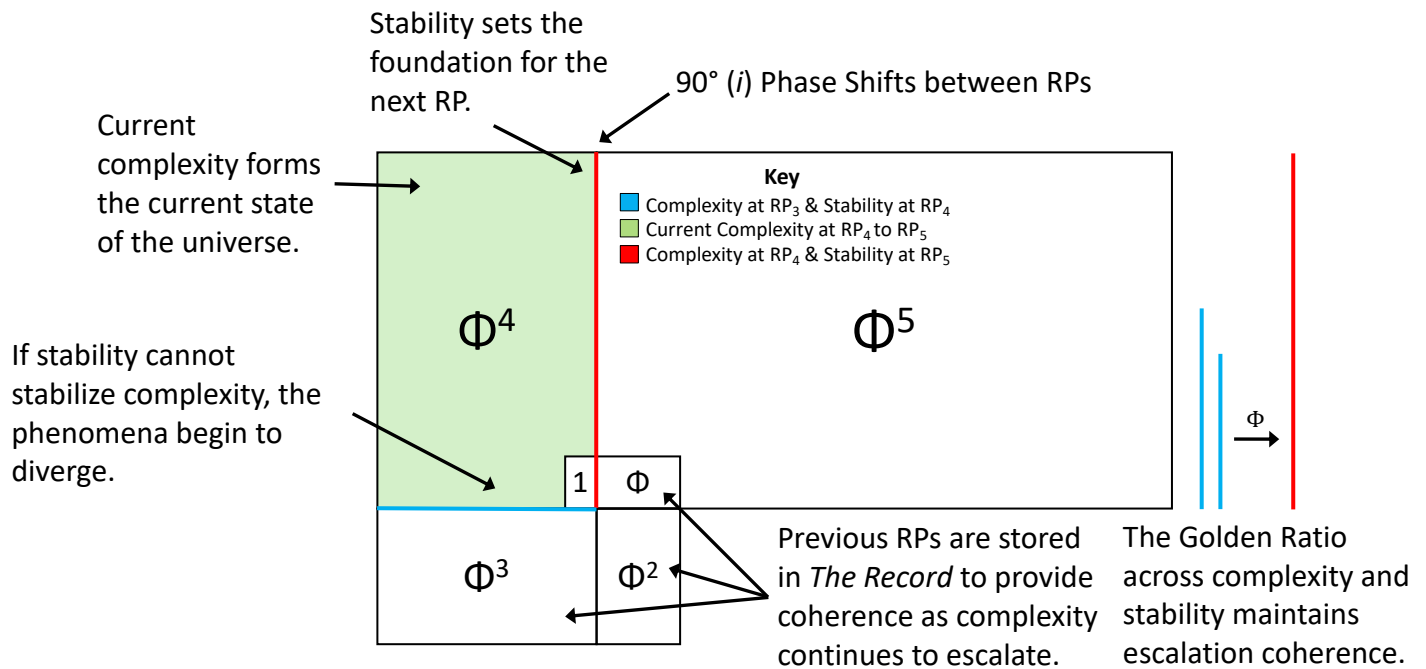 Stability sets the
foundation for the
next RP.
90° (i) Phase Shifts between RPs
Current
complexity forms
the current state
of the universe.
Key
Complexity at RP₃ & Stability at RP₄
Current Complexity at RP₄ to RP₅
Complexity at RP₄ & Stability at RP₅
Φ⁴
Φ⁵
If stability cannot
stabilize complexity, the
phenomena begin to
diverge.
Φ
1
Φ
Φ³
Φ²
Previous RPs are stored
in The Record to provide
coherence as complexity
continues to escalate.
The Golden Ratio
across complexity and
stability maintains
escalation coherence.